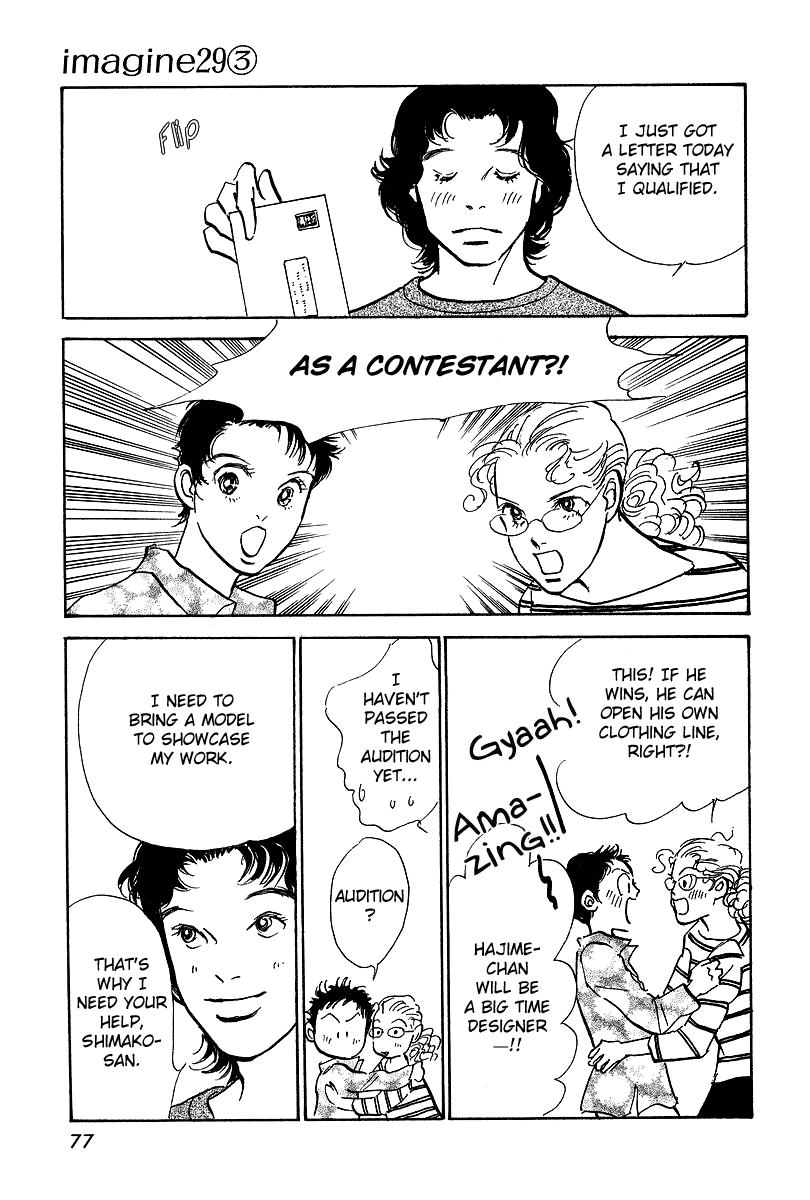 imagine29③
Flip
I JUST GOT
A LETTER TODAY
SAYING THAT
I QUALIFIED.
AS A CONTESTANT?!
THIS! IF HE
WINS, HE CAN
OPEN HIS OWN
CLOTHING LINE,
RIGHT?!
Gyaah!
Ama-
zing!!
HAJIME-
CHAN
WILL BE
A BIG TIME
DESIGNER
—!!
I
HAVEN'T
PASSED
THE
AUDITION
YET...
AUDITION
?
I NEED TO
BRING A MODEL
TO SHOWCASE
MY WORK.
THAT'S
WHY I
NEED YOUR
HELP,
SHIMAKO-
SAN.
77